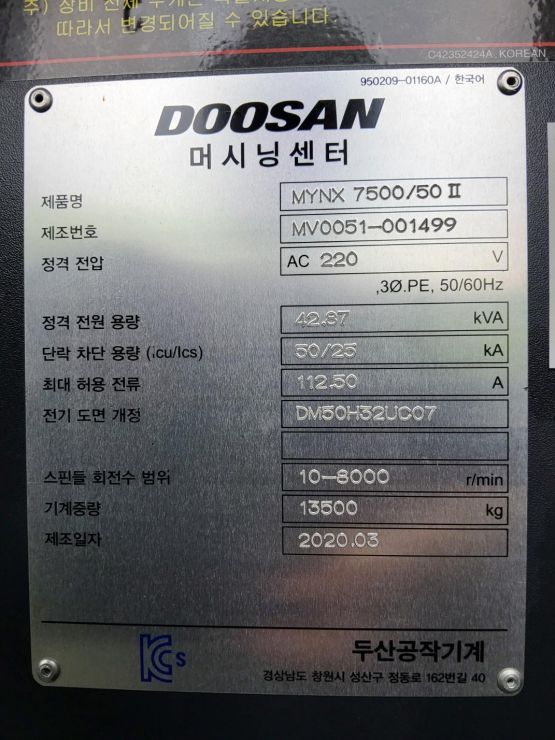 따라서 변경되어질 수 있습니다.
C42352424A, KOREAN
950209-01160A / 한국어
DOOSAN
머시닝센터
제품명 MYNX 7500/50 II
제조번호 MV0051-001499
정격 전압 AC 220 V
,3Ø.PE, 50/60Hz
정격 전원 용량 42.87 kVA
단락 차단 용량 (.cu/Ics) 50/25 kA
최대 허용 전류 112.50 A
전기 도면 개정 DM50H32UC07
스핀들 회전수 범위 10-8000 r/min
기계중량 13500 kg
제조일자 2020.03
KCs
두산공작기계
경상남도 창원시 성산구 정동로 162번길 40